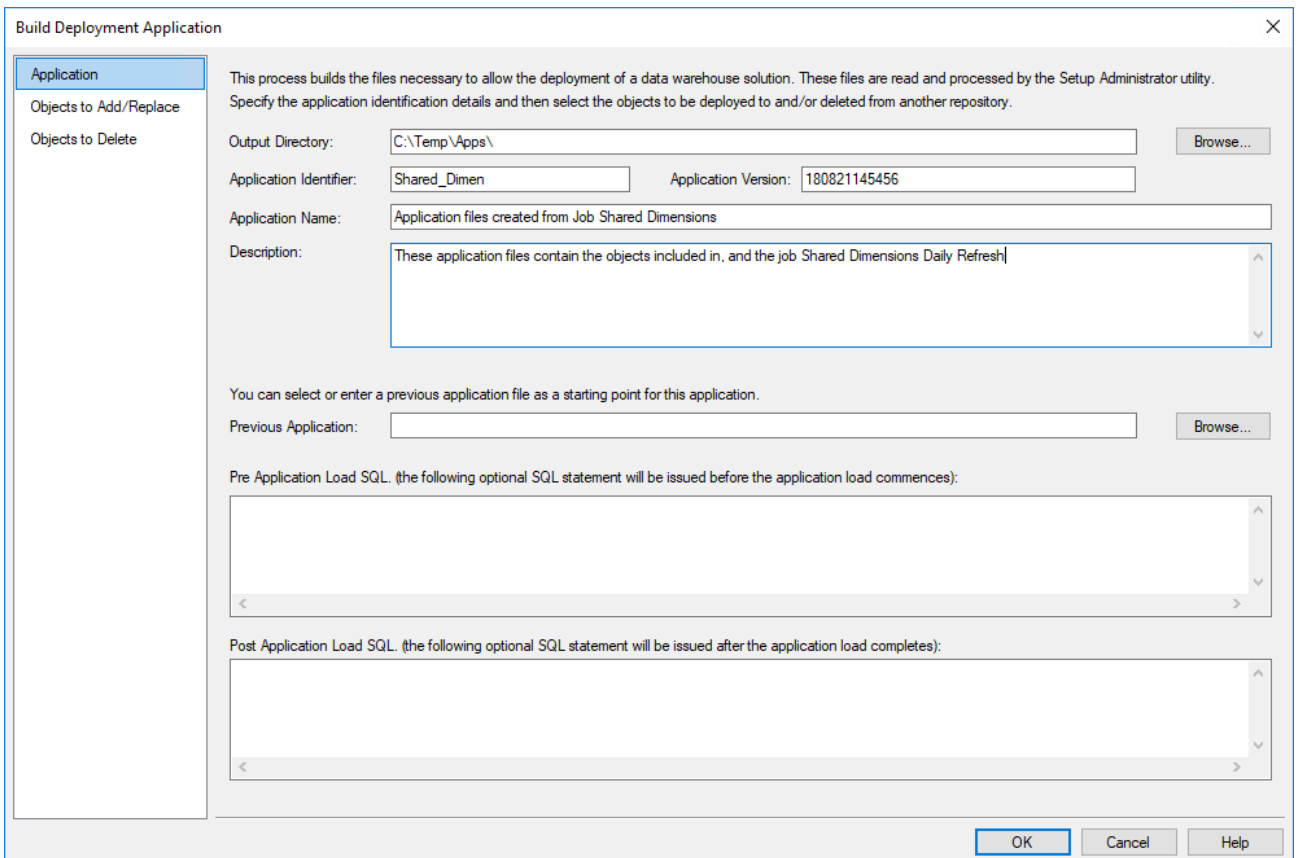 Build Deployment Application
Application
Objects to Add/Replace
Objects to Delete
This process builds the files necessary to allow the deployment of a data warehouse solution. These files are read and processed by the Setup Administrator utility.
Specify the application identification details and then select the objects to be deployed to and/or deleted from another repository.
Output Directory: C:\Temp\Apps\ Browse...
Application Identifier: Shared_Dimen Application Version: 180821145456
Application Name: Application files created from Job Shared Dimensions
Description: These application files contain the objects included in, and the job Shared Dimensions Daily Refresh
You can select or enter a previous application file as a starting point for this application.
Previous Application: Browse...
Pre Application Load SQL. (the following optional SQL statement will be issued before the application load commences):
Post Application Load SQL. (the following optional SQL statement will be issued after the application load completes):
OK Cancel Help